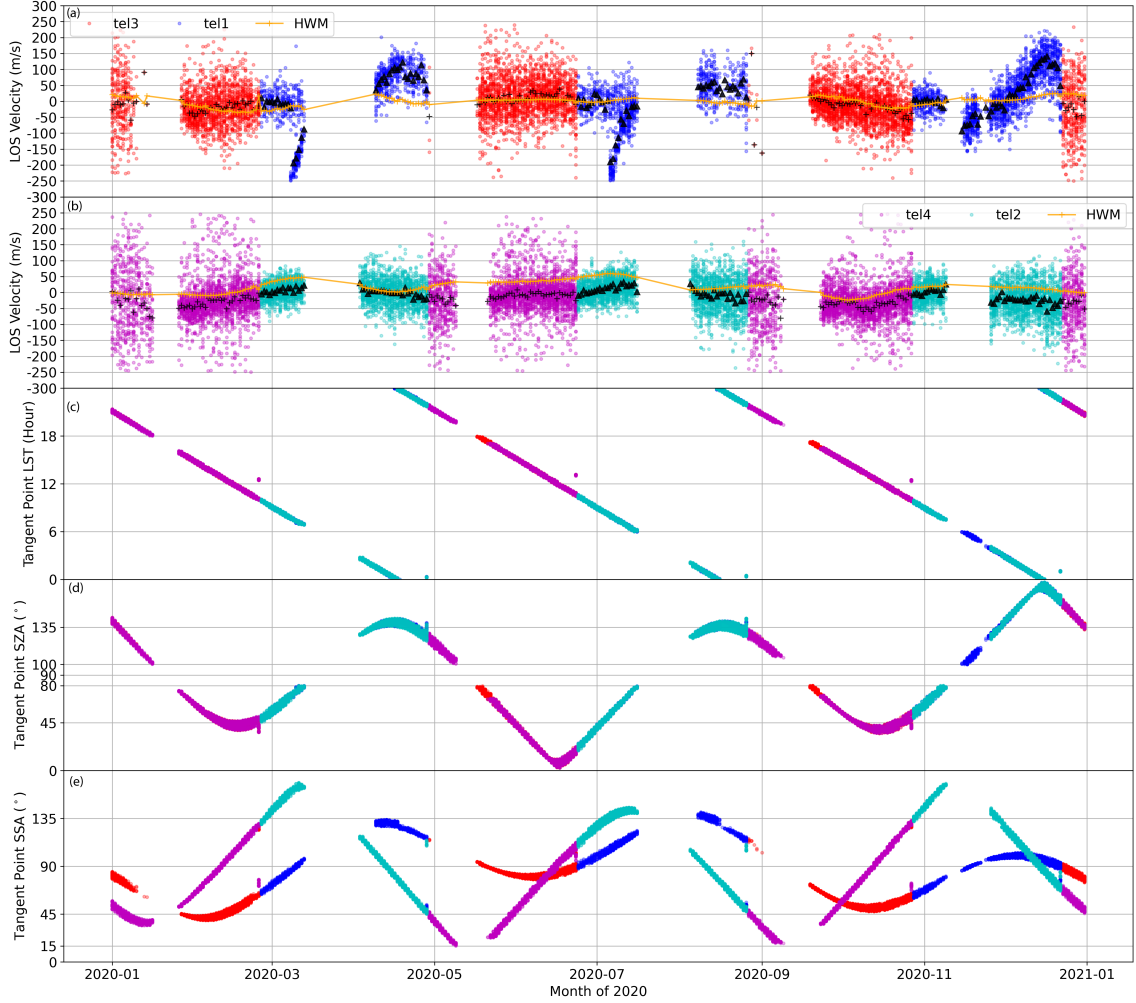 (a)
tel3 tel1 HWM
300
250
200
150
100
50
0
-50
-100
-150
-200
-250
-300
LOS Velocity (m/s)
(b)
tel4 tel2 HWM
250
200
150
100
50
0
-50
-100
-150
-200
-250
-300
LOS Velocity (m/s)
(c)
18
12
6
0
Tangent Point LST (Hour)
(d)
135
100
90
80
45
0
Tangent Point SZA (°)
(e)
135
90
45
15
0
Tangent Point SSA (°)
2020-01 2020-03 2020-05 2020-07 2020-09 2020-11 2021-01
Month of 2020